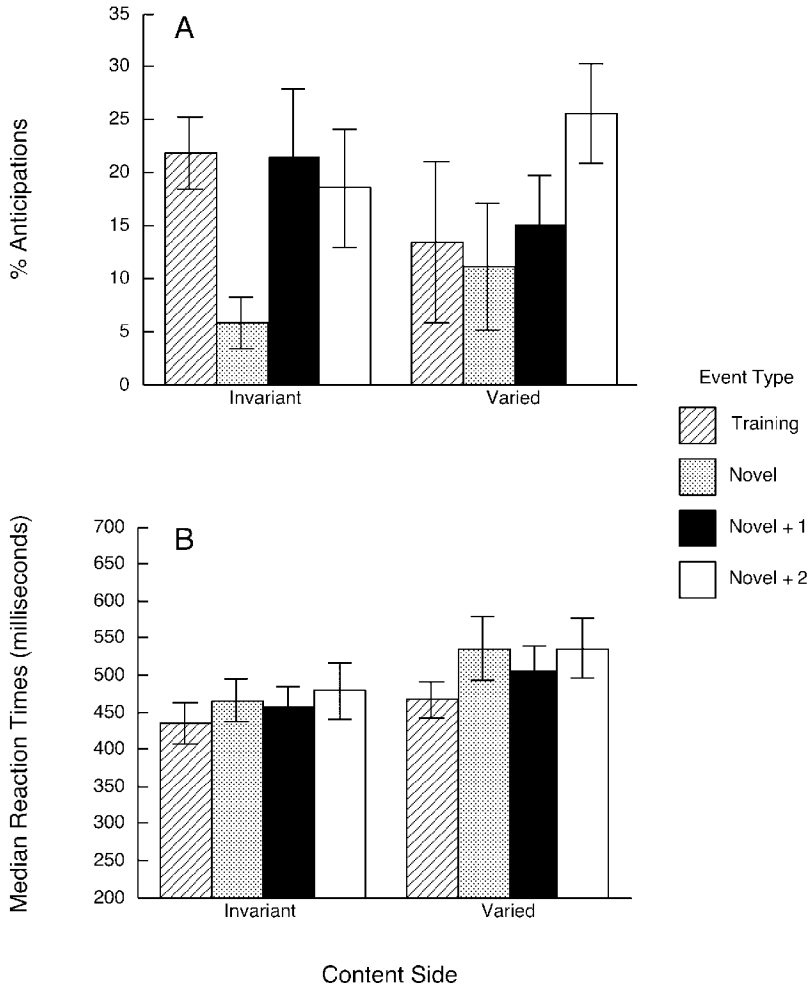 A
% Anticipations
35
30
25
20
15
10
5
0
Invariant
Varied
Event Type
Training
Novel
Novel + 1
Novel + 2
B
Median Reaction Times (milliseconds)
700
650
600
550
500
450
400
350
300
250
200
Invariant
Varied
Content Side